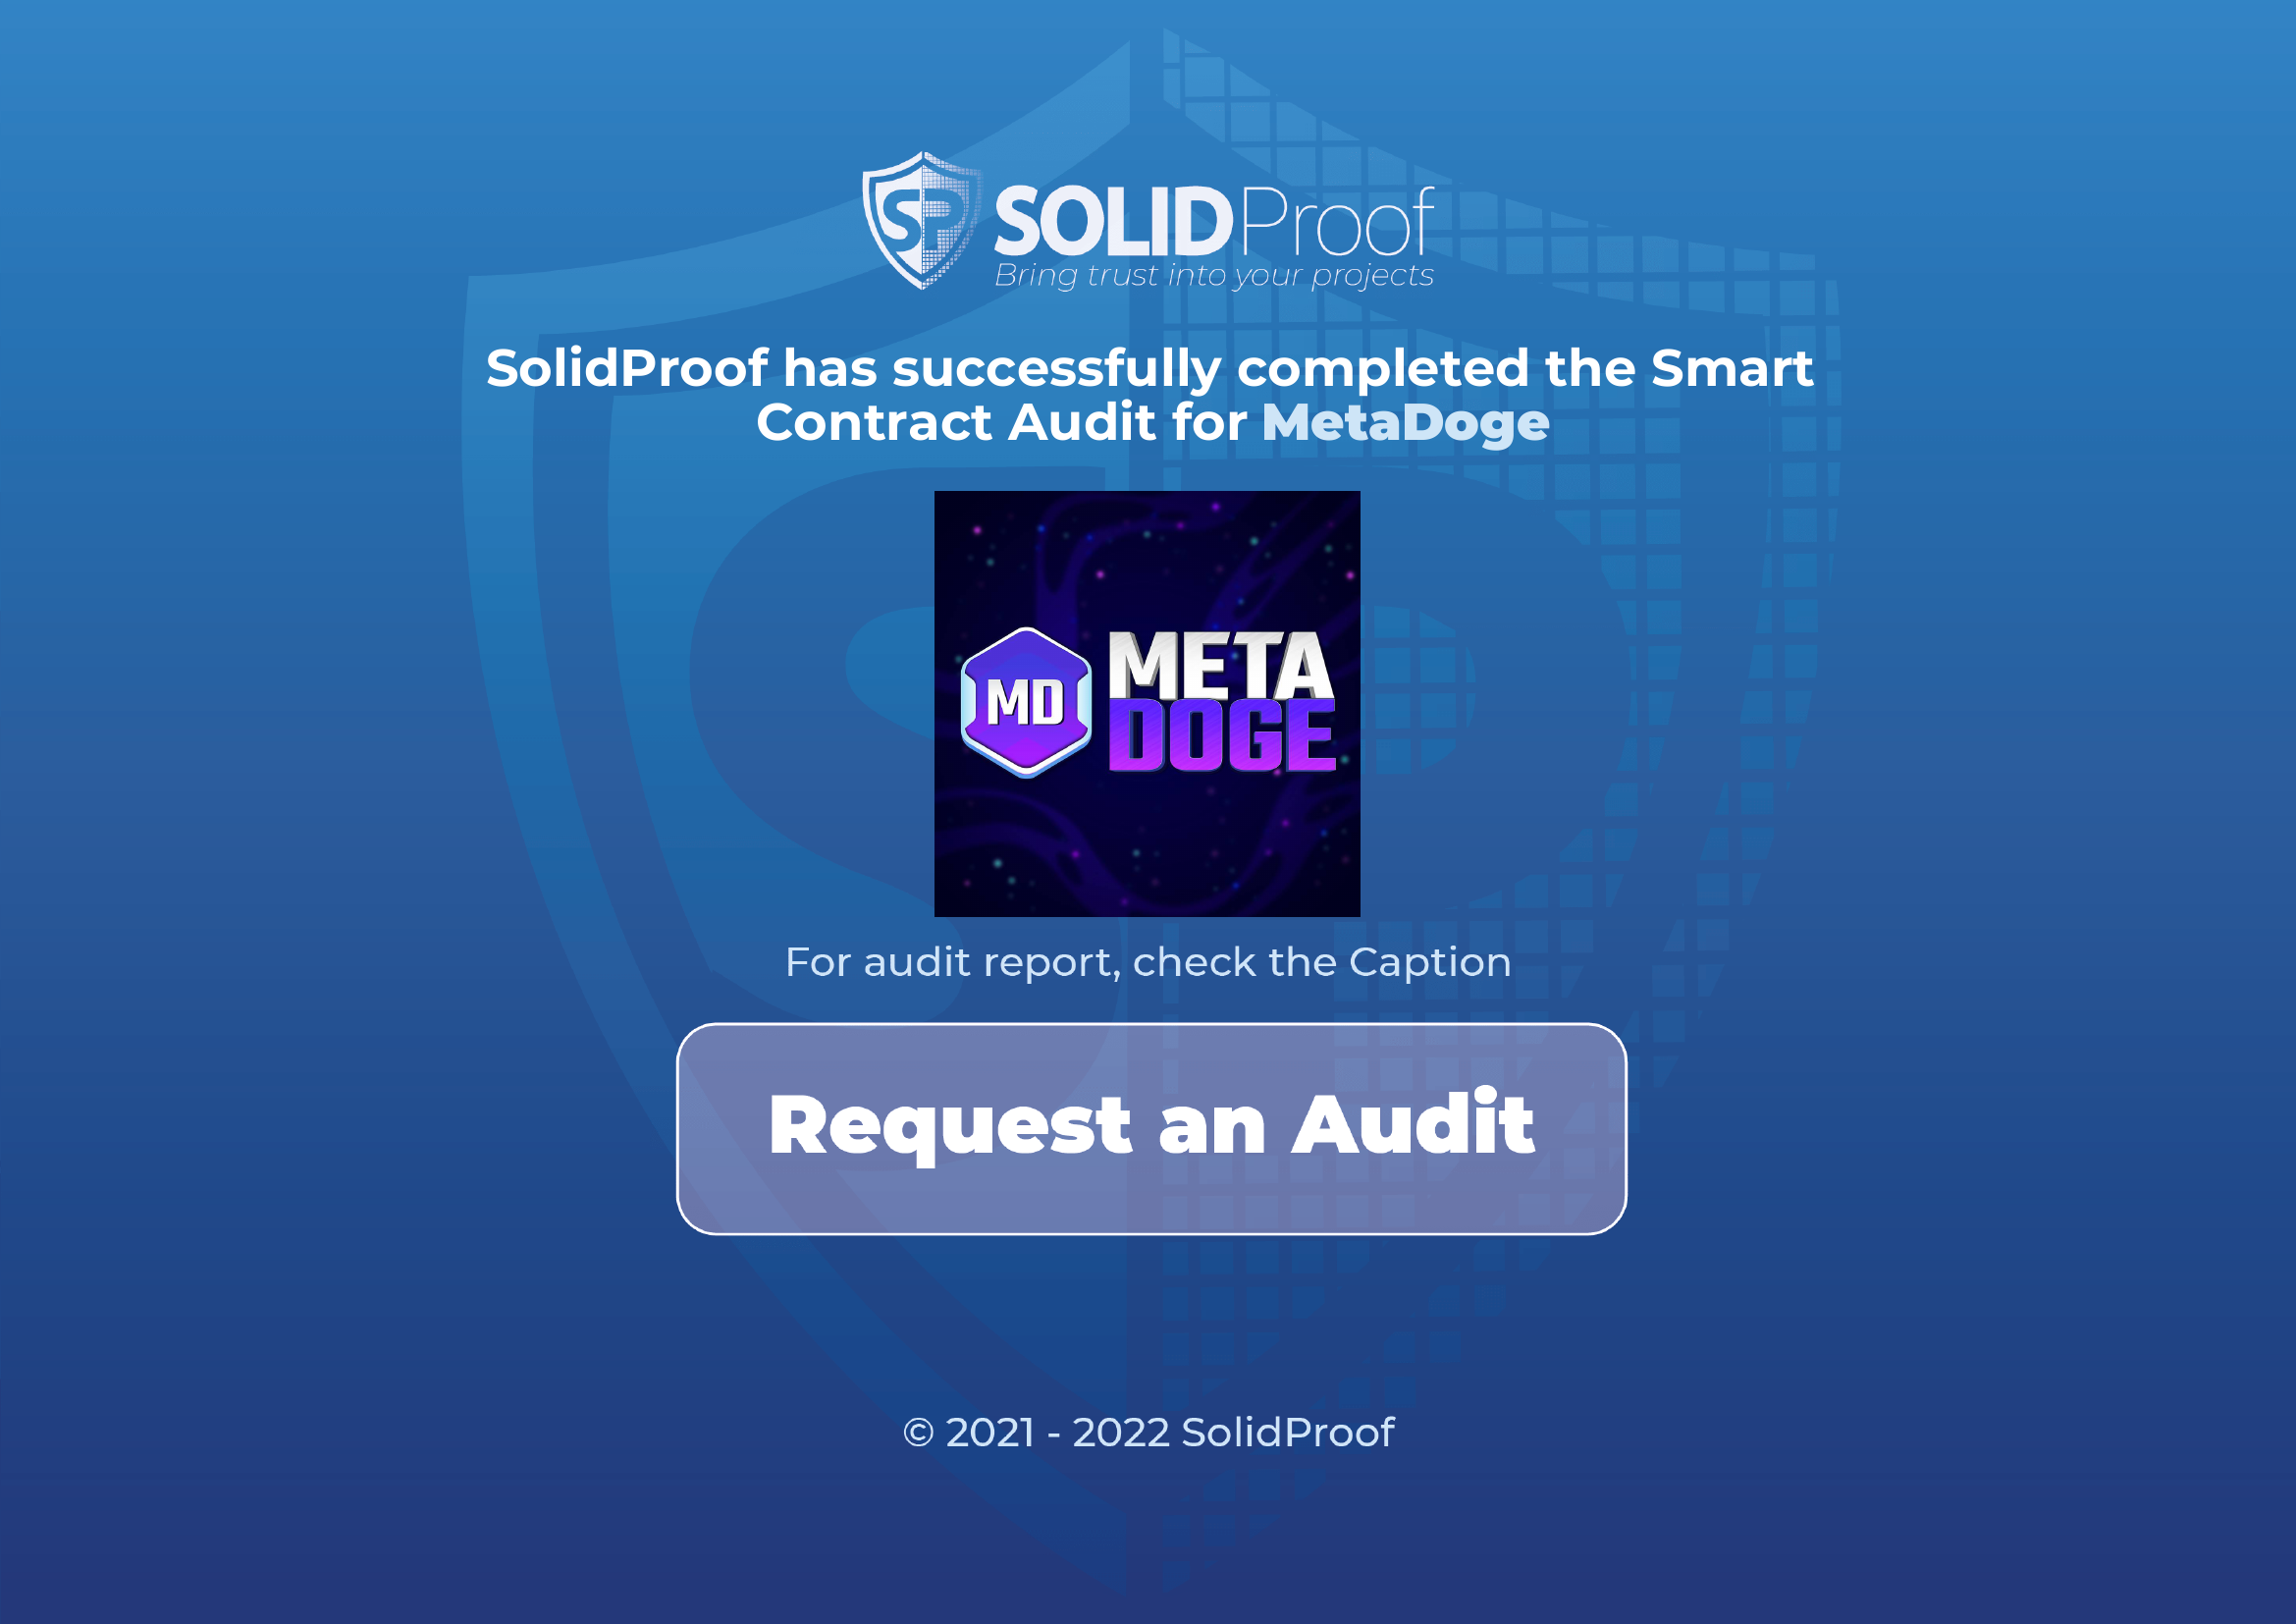 SP SOLIDProof
Bring trust into your projects
SolidProof has successfully completed the Smart
Contract Audit for MetaDoge
META
MD
DOGE
For audit report, check the Caption
Request an Audit
© 2021 - 2022 SolidProof